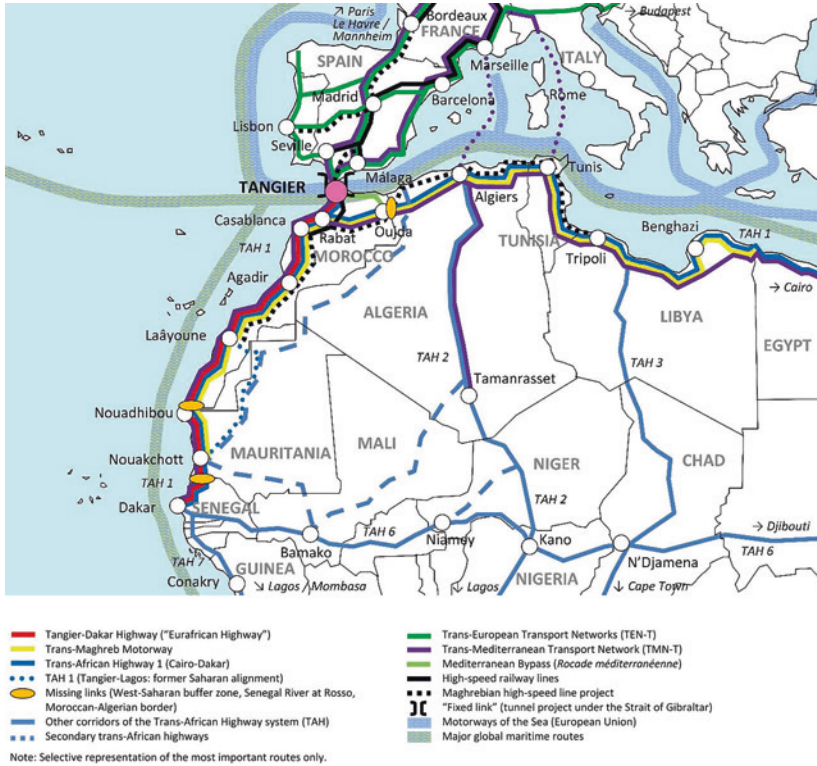 ↗ Paris
Le Havre /
Mannheim
Bordeaux
FRANCE
↗ Budapest
SPAIN
ITALY
Marseille
Madrid
Barcelona
Rome
Lisbon
Seville
Málaga
TANGIER
Tunis
Algiers
Casablanca
Rabat
Oujda
Benghazi
TAH 1
TAH 1
MOROCCO
TUNISIA
Tripoli
Agadir
→ Cairo
ALGERIA
LIBYA
Laâyoune
EGYPT
TAH 2
TAH 3
Tamanrasset
Nouadhibou
MAURITANIA
MALI
Nouakchott
NIGER
CHAD
TAH 1
TAH 2
Dakar
SENEGAL
→ Djibouti
TAH 6
Niamey
Kano
TAH 6
Bamako
TAH 7
N’Djamena
GUINEA
Conakry
↘ Lagos / Mombasa
↓ Lagos
NIGERIA
↓ Cape Town
Tangier-Dakar Highway (“Eurafrican Highway”)
Trans-Maghreb Motorway
Trans-African Highway 1 (Cairo-Dakar)
TAH 1 (Tangier-Lagos: former Saharan alignment)
Missing links (West-Saharan buffer zone, Senegal River at Rosso,
Moroccan-Algerian border)
Other corridors of the Trans-African Highway system (TAH)
Secondary trans-African highways
Trans-European Transport Networks (TEN-T)
Trans-Mediterranean Transport Network (TMN-T)
Mediterranean Bypass (Rocade méditerranéenne)
High-speed railway lines
Maghrebian high-speed line project
“Fixed link” (tunnel project under the Strait of Gibraltar)
Motorways of the Sea (European Union)
Major global maritime routes
Note: Selective representation of the most important routes only.